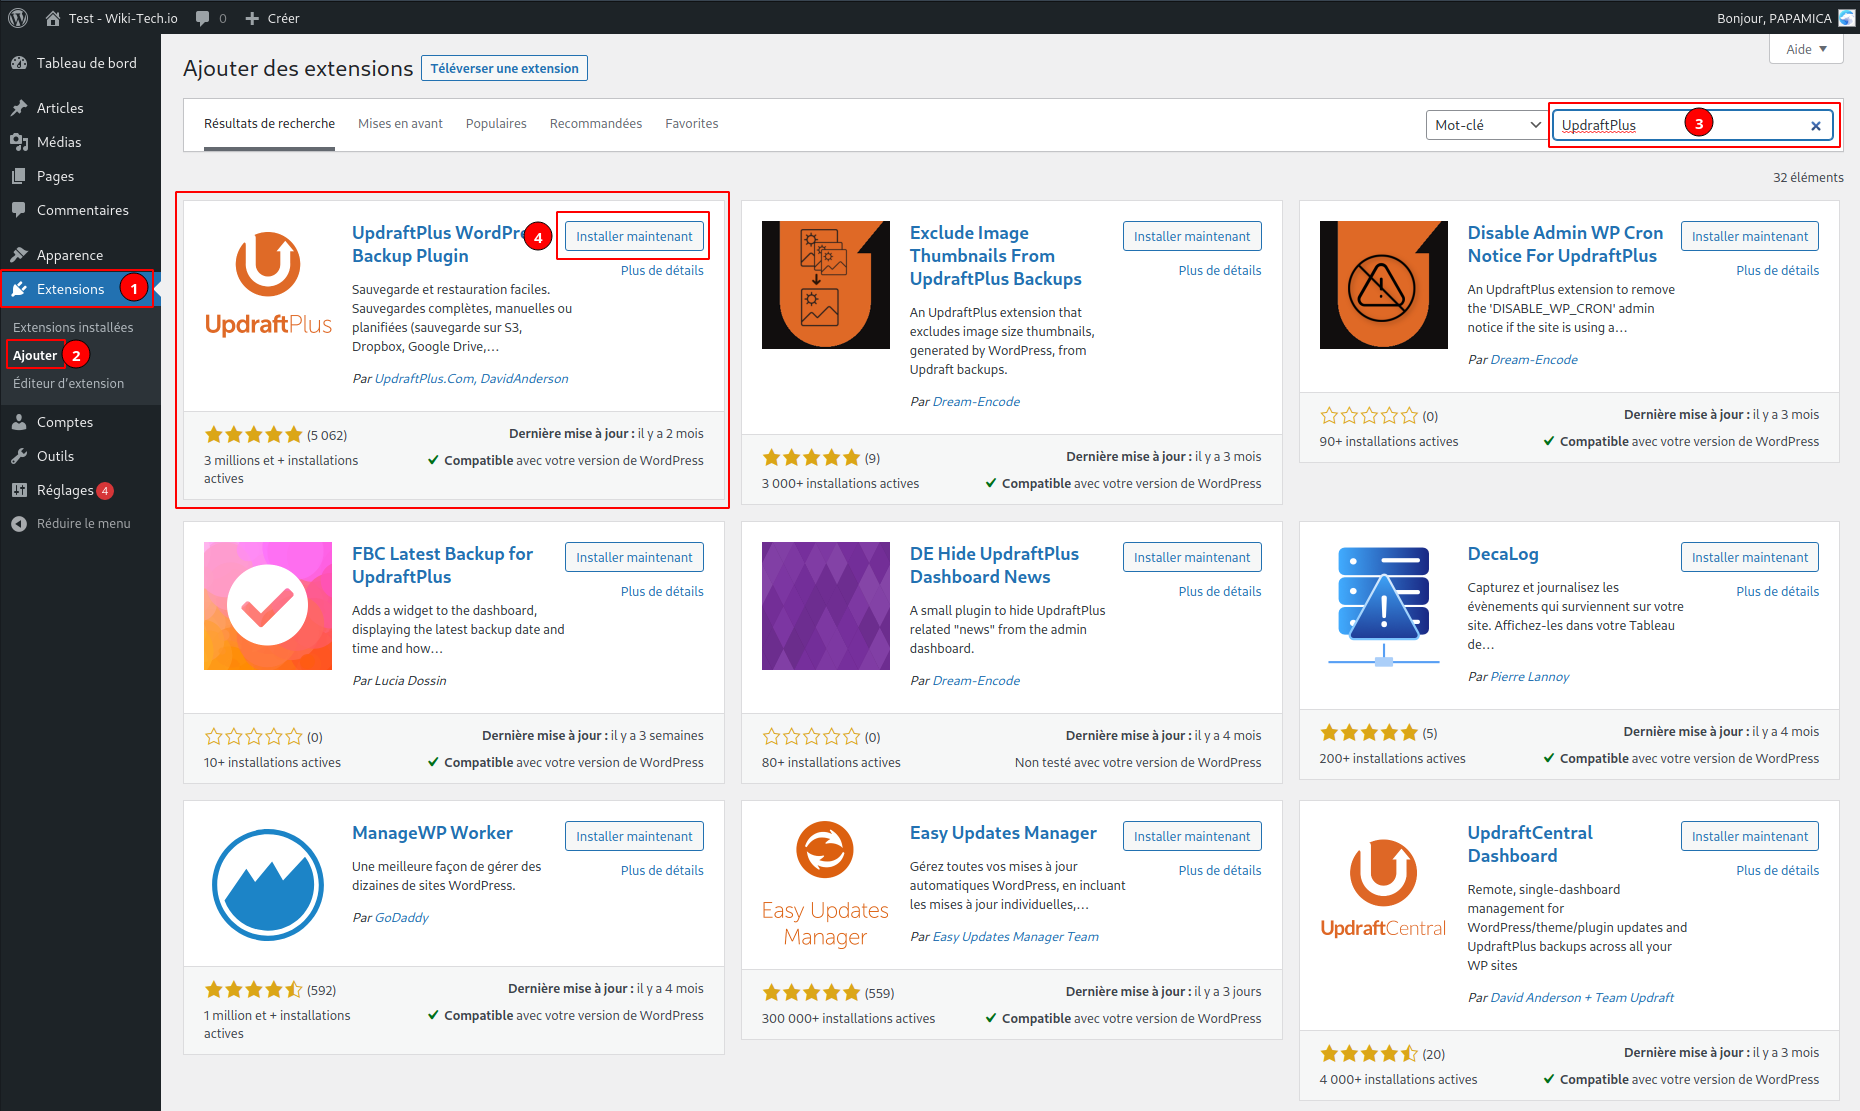 Test - Wiki-Tech.io 0 Créer
Bonjour, PAPAMICA
Tableau de bord
Articles
Médias
Pages
Commentaires
Apparence
Extensions 1
Extensions installées
Ajouter 2
Éditeur d'extension
Comptes
Outils
Réglages 4
Réduire le menu
Aide
Ajouter des extensions Téléverser une extension
Résultats de recherche Mises en avant Populaires Recommandées Favorites
Mot-clé
UpdraftPlus 3
32 éléments
UpdraftPlus
UpdraftPlus WordPre
Backup Plugin
4 Installer maintenant
Plus de détails
Sauvegarde et restauration faciles.
Sauvegardes complètes, manuelles ou
planifiées (sauvegarde sur S3,
Dropbox, Google Drive,…
Par UpdraftPlus.Com, DavidAnderson
(5 062)
3 millions et + installations
actives
Dernière mise à jour : il y a 2 mois
Compatible avec votre version de WordPress
Exclude Image
Thumbnails From
UpdraftPlus Backups
Installer maintenant
Plus de détails
An UpdraftPlus extension that
excludes image size thumbnails,
generated by WordPress, from
Updraft backups.
Par Dream-Encode
(9)
3 000+ installations actives
Dernière mise à jour : il y a 3 mois
Compatible avec votre version de WordPress
Disable Admin WP Cron
Notice For UpdraftPlus
Installer maintenant
Plus de détails
An UpdraftPlus extension to remove
the 'DISABLE_WP_CRON' admin
notice if the site is using a…
Par Dream-Encode
(0)
90+ installations actives
Dernière mise à jour : il y a 3 mois
Compatible avec votre version de WordPress
FBC Latest Backup for
UpdraftPlus
Installer maintenant
Plus de détails
Adds a widget to the dashboard,
displaying the latest backup date and
time and how…
Par Lucia Dossin
(0)
10+ installations actives
Dernière mise à jour : il y a 3 semaines
Compatible avec votre version de WordPress
DE Hide UpdraftPlus
Dashboard News
Installer maintenant
Plus de détails
A small plugin to hide UpdraftPlus
related "news" from the admin
dashboard.
Par Dream-Encode
(0)
80+ installations actives
Dernière mise à jour : il y a 4 mois
Non testé avec votre version de WordPress
DecaLog
Installer maintenant
Plus de détails
Capturez et journalisez les
évènements qui surviennent sur votre
site. Affichez-les dans votre Tableau
de…
Par Pierre Lannoy
(5)
200+ installations actives
Dernière mise à jour : il y a 4 mois
Compatible avec votre version de WordPress
ManageWP Worker
Installer maintenant
Plus de détails
Une meilleure façon de gérer des
dizaines de sites WordPress.
Par GoDaddy
(592)
1 million et + installations
actives
Dernière mise à jour : il y a 4 mois
Compatible avec votre version de WordPress
Easy Updates
Manager
Easy Updates Manager
Installer maintenant
Plus de détails
Gérez toutes vos mises à jour
automatiques WordPress, en incluant
les mises à jour individuelles,…
Par Easy Updates Manager Team
(559)
300 000+ installations actives
Dernière mise à jour : il y a 3 jours
Compatible avec votre version de WordPress
UpdraftCentral
UpdraftCentral
Dashboard
Installer maintenant
Plus de détails
Remote, single-dashboard
management for
WordPress/theme/plugin updates and
UpdraftPlus backups across all your
WP sites
Par David Anderson + Team Updraft
(20)
4 000+ installations actives
Dernière mise à jour : il y a 3 mois
Compatible avec votre version de WordPress